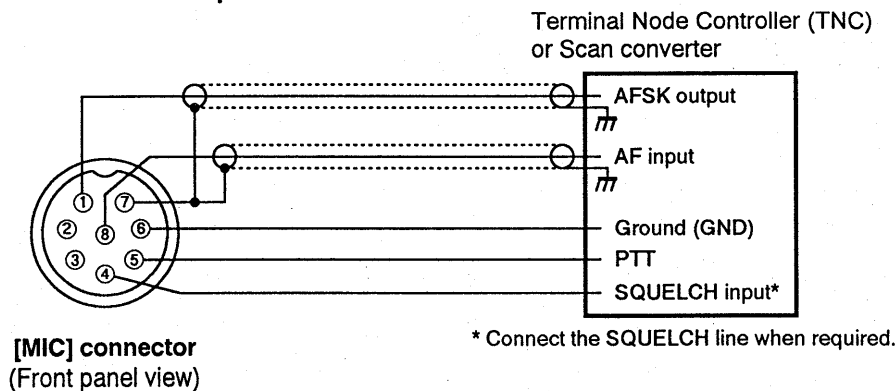 Terminal Node Controller (TNC)
or Scan converter
AFSK output
AF input
Ground (GND)
PTT
SQUELCH input*
① ⑦
② ⑧ ⑥
③ ⑤
④
* Connect the SQUELCH line when required.
[MIC] connector
(Front panel view)